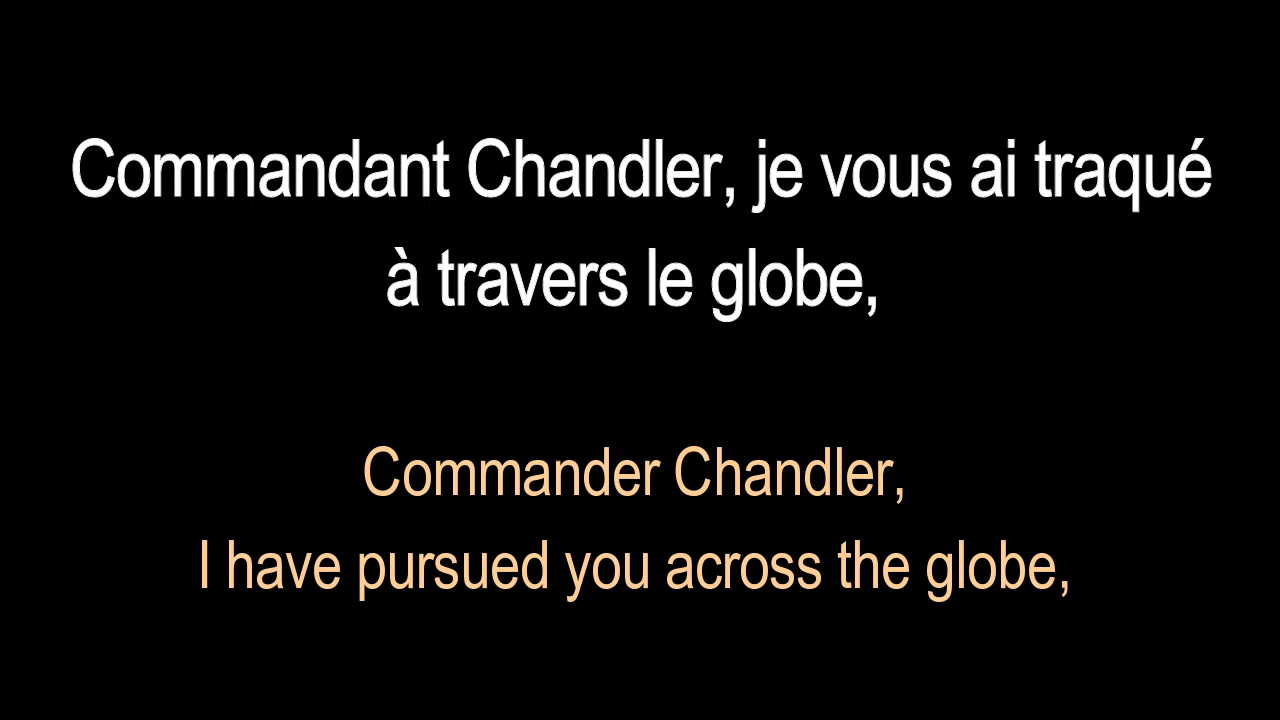 Commandant Chandler, je vous ai traqué
à travers le globe,
Commander Chandler,
I have pursued you across the globe,